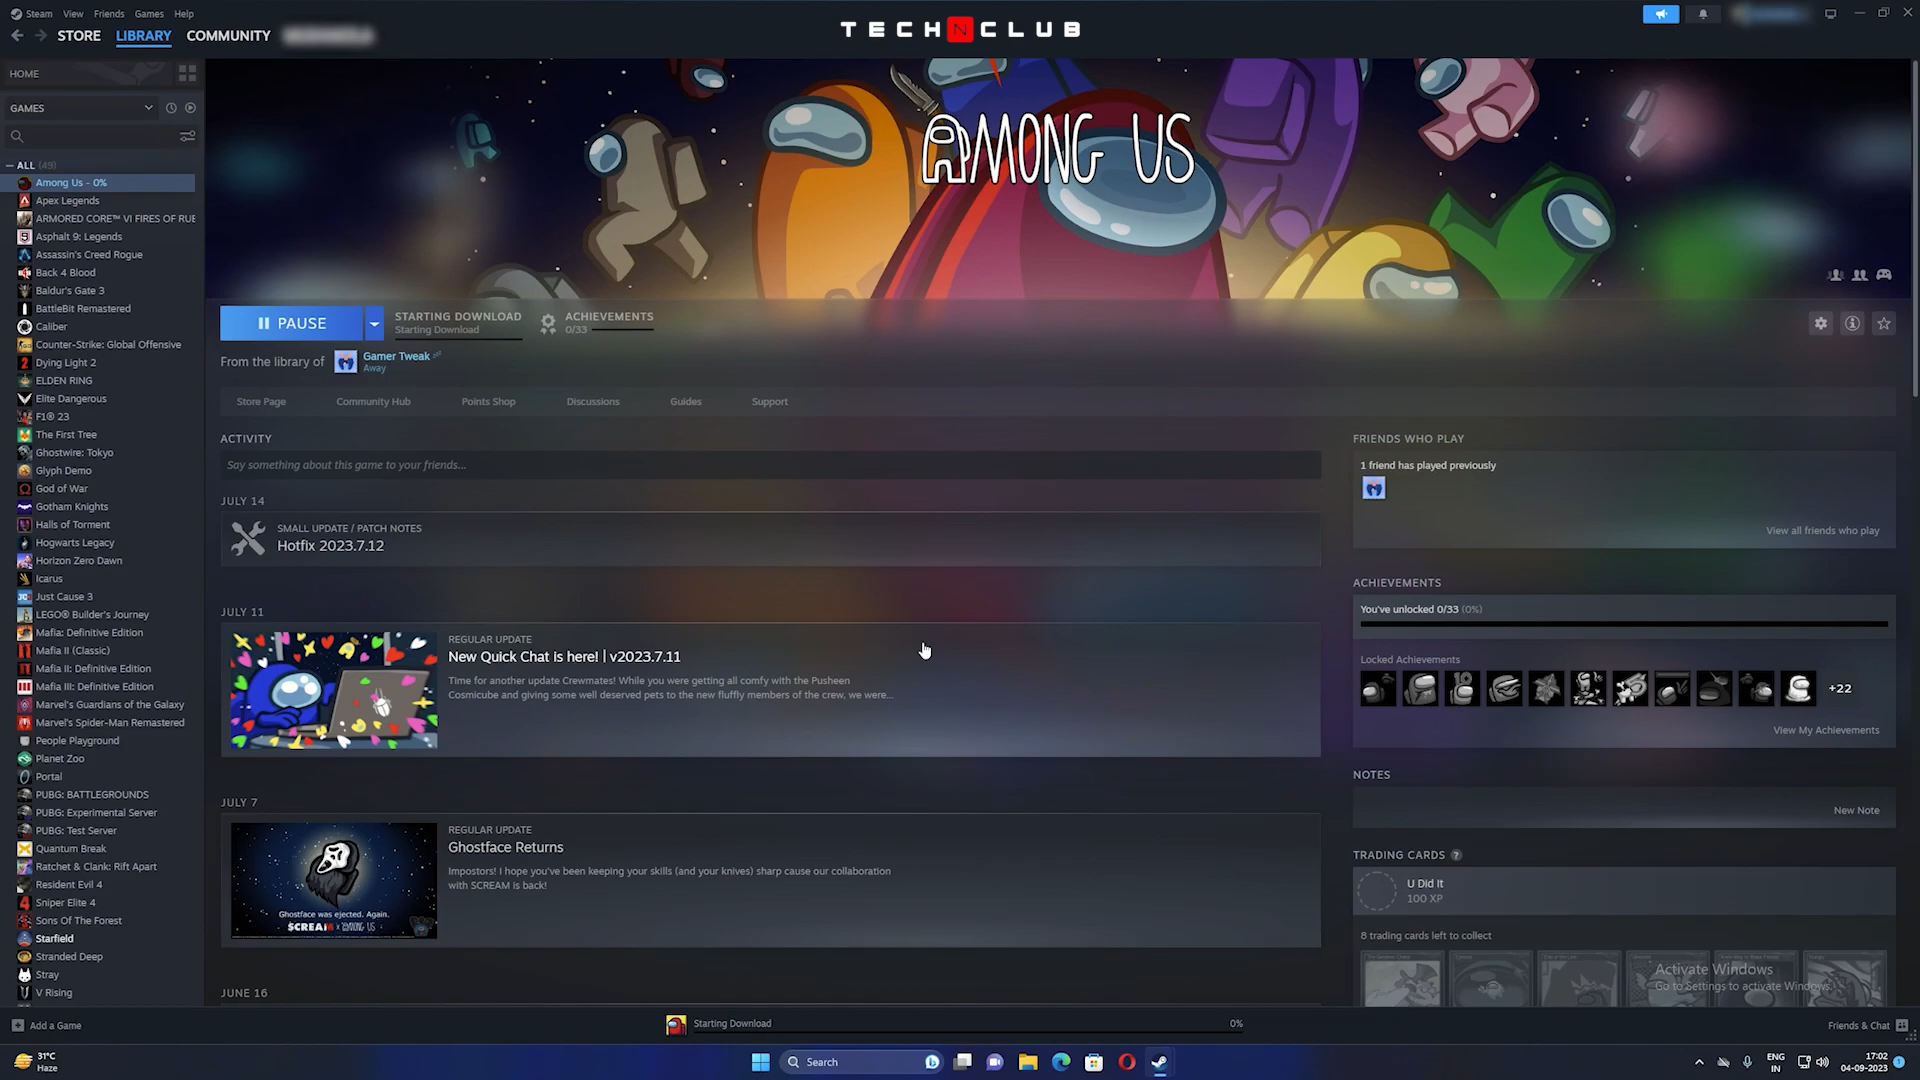 Steam View Friends Games Help
STORE LIBRARY COMMUNITY
TECHNCLUB
HOME
GAMES
ALL (49)
Among Us - 0%
Apex Legends
ARMORED CORE™ VI FIRES OF RUB
Asphalt 9: Legends
Assassin's Creed Rogue
Back 4 Blood
Baldur's Gate 3
BattleBit Remastered
Caliber
Counter-Strike: Global Offensive
Dying Light 2
ELDEN RING
Elite Dangerous
F1® 23
The First Tree
Ghostwire: Tokyo
Glyph Demo
God of War
Gotham Knights
Halls of Torment
Hogwarts Legacy
Horizon Zero Dawn
Icarus
Just Cause 3
LEGO® Builder's Journey
Mafia: Definitive Edition
Mafia II (Classic)
Mafia II: Definitive Edition
Mafia III: Definitive Edition
Marvel's Guardians of the Galaxy
Marvel's Spider-Man Remastered
People Playground
Planet Zoo
Portal
PUBG: BATTLEGROUNDS
PUBG: Experimental Server
PUBG: Test Server
Quantum Break
Ratchet & Clank: Rift Apart
Resident Evil 4
Sniper Elite 4
Sons Of The Forest
Starfield
Stranded Deep
Stray
V Rising
AMONG US
PAUSE
STARTING DOWNLOAD
Starting Download
ACHIEVEMENTS
0/33
From the library of Gamer Tweak
Away
Store Page Community Hub Points Shop Discussions Guides Support
ACTIVITY
Say something about this game to your friends...
JULY 14
SMALL UPDATE / PATCH NOTES
Hotfix 2023.7.12
JULY 11
REGULAR UPDATE
New Quick Chat is here! | v2023.7.11
Time for another update Crewmates! While you were getting all comfy with the Pusheen
Cosmicube and giving some well deserved pets to the new fluffly members of the crew, we were...
JULY 7
Ghostface was ejected. Again.
SCREAM x AMONG US
REGULAR UPDATE
Ghostface Returns
Impostors! I hope you've been keeping your skills (and your knives) sharp cause our collaboration
with SCREAM is back!
JUNE 16
FRIENDS WHO PLAY
1 friend has played previously
View all friends who play
ACHIEVEMENTS
You've unlocked 0/33 (0%)
Locked Achievements
+22
View My Achievements
NOTES
New Note
TRADING CARDS ?
U Did It
100 XP
8 trading cards left to collect
Activate Windows
Go to Settings to activate Windows.
Add a Game
Starting Download 0%
Friends & Chat
31°C
Haze
Search
ENG
IN
17:02
04-09-2023
1